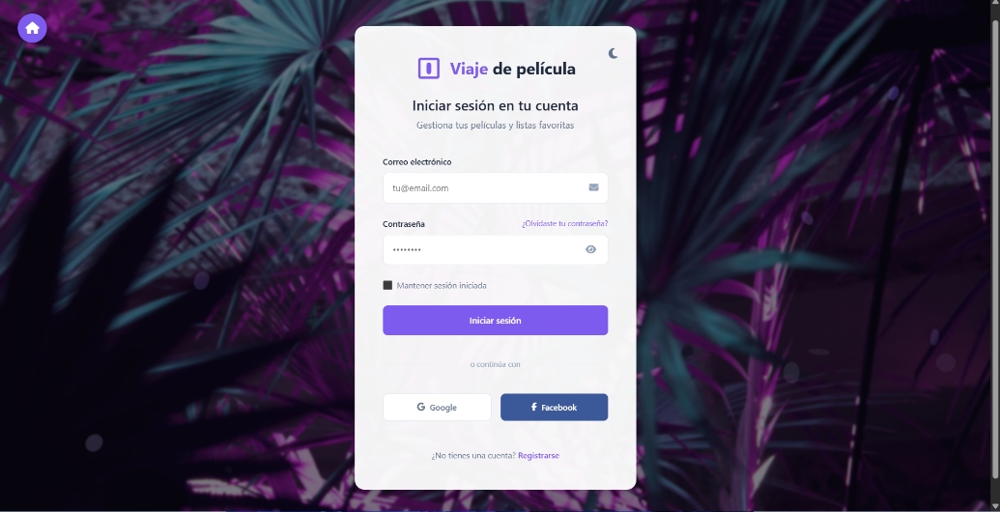 Viaje de película
Iniciar sesión en tu cuenta
Gestiona tus películas y listas favoritas
Correo electrónico
tu@email.com
Contraseña ¿Olvidaste tu contraseña?
••••••••
Mantener sesión iniciada
Iniciar sesión
o continúa con
Google Facebook
¿No tienes una cuenta? Registrarse